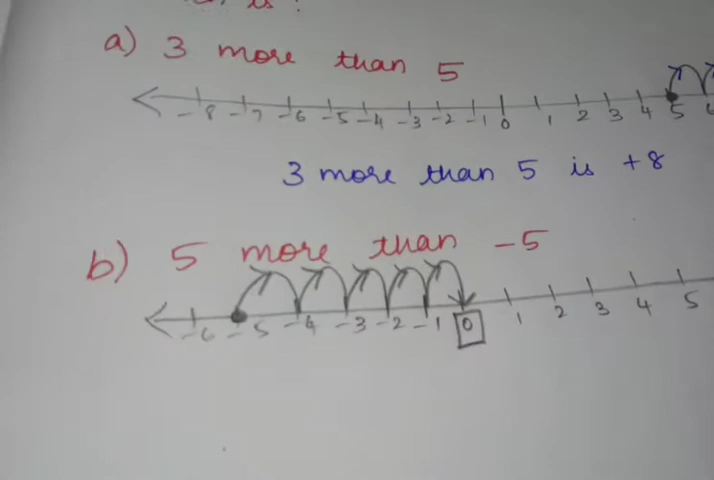 is?
a) 3 more than 5
-8 -7 -6 -5 -4 -3 -2 -1 0 1 2 3 4 5 6
3 more than 5 is +8
b) 5 more than -5
-6 -5 -4 -3 -2 -1 0 1 2 3 4 5